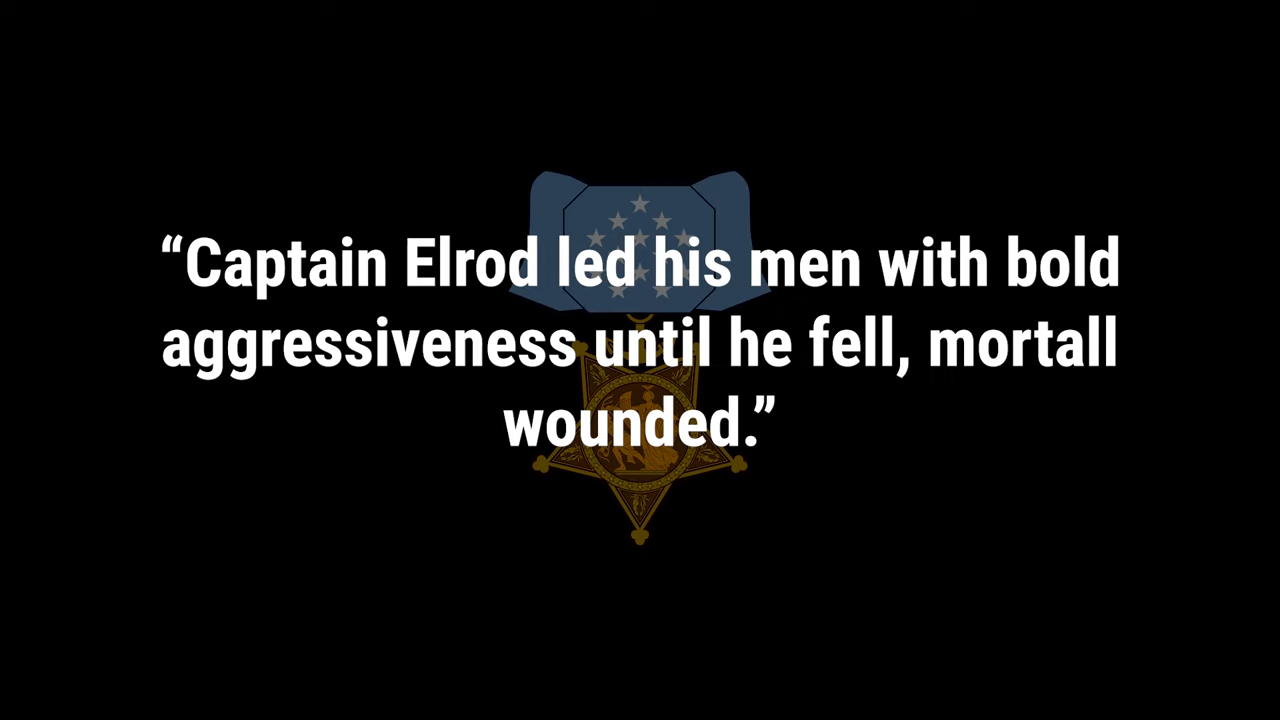 “Captain Elrod led his men with bold
aggressiveness until he fell, mortall
wounded.”